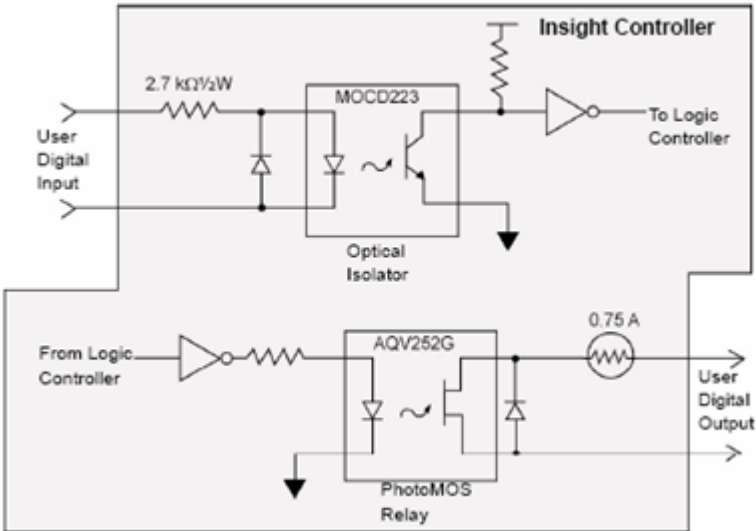 Insight Controller
2.7 kΩ½W
MOCD223
User
Digital
Input
To Logic
Controller
Optical
Isolator
0.75 A
AQV252G
From Logic
Controller
User
Digital
Output
PhotoMOS
Relay